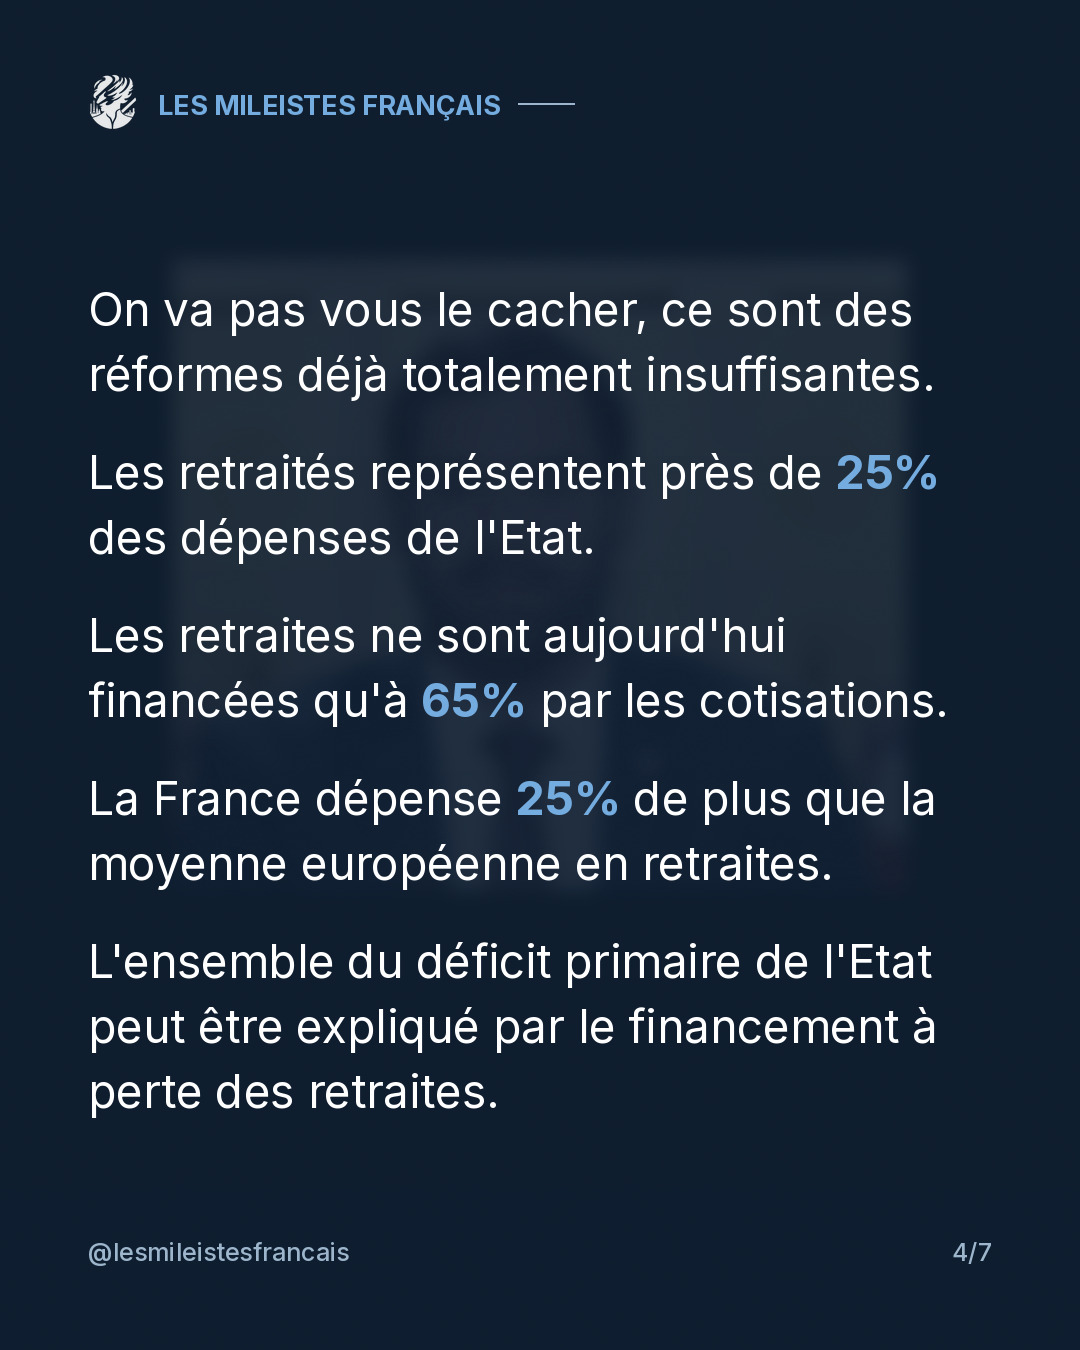 LES MILEISTES FRANÇAIS
On va pas vous le cacher, ce sont des
réformes déjà totalement insuffisantes.
Les retraités représentent près de 25%
des dépenses de l'Etat.
Les retraites ne sont aujourd'hui
financées qu'à 65% par les cotisations.
La France dépense 25% de plus que la
moyenne européenne en retraites.
L'ensemble du déficit primaire de l'Etat
peut être expliqué par le financement à
perte des retraites.
@lesmileistesfrancais
4/7